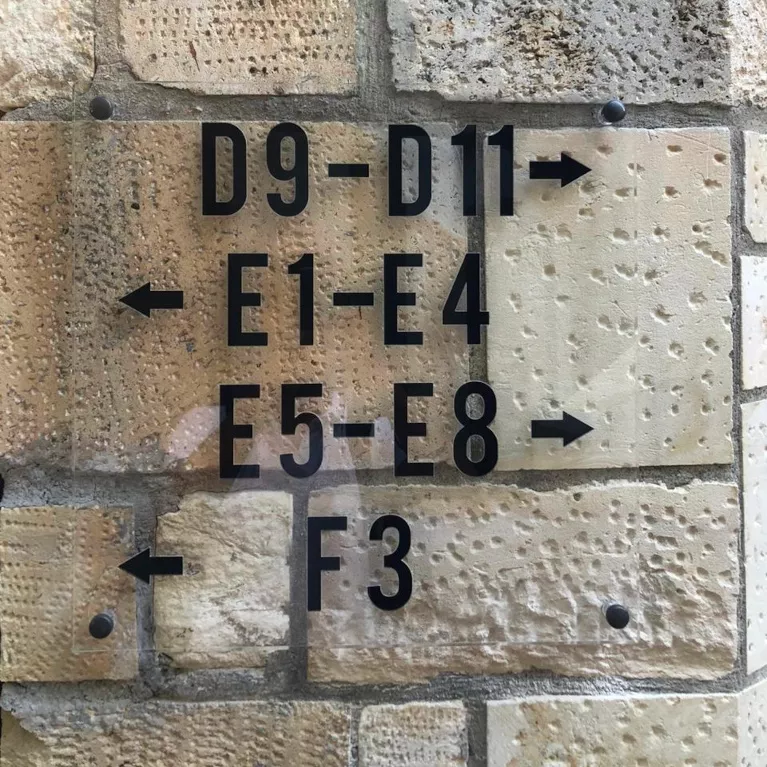 D9-D11 →
← E1-E4
E5-E8 →
← F3